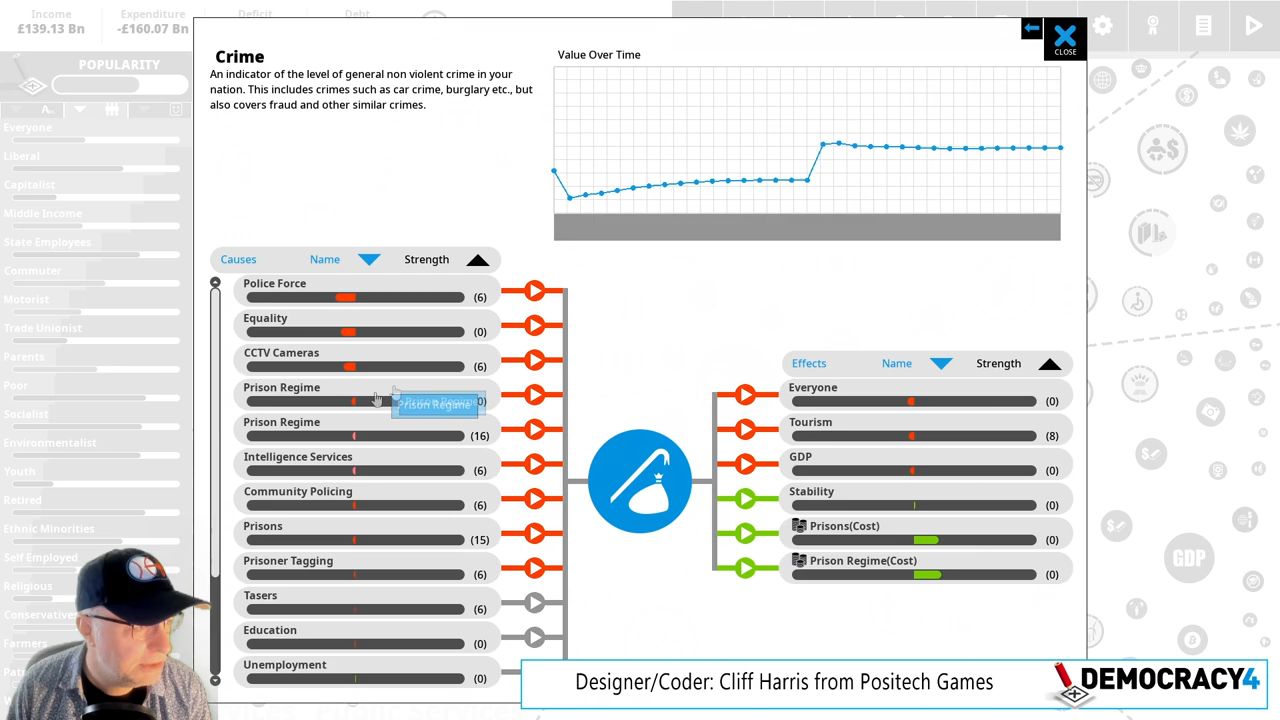 Income
Expenditure
Deficit
Debt
£139.13 Bn
-£160.07 Bn
POPULARITY
Everyone
Liberal
Capitalist
Middle Income
State Employees
Commuter
Motorist
Trade Unionist
Parents
Poor
Socialist
Environmentalist
Youth
Retired
Ethnic Minorities
Self Employed
Religious
Conservatives
Farmers
Crime
An indicator of the level of general non violent crime in your
nation. This includes crimes such as car crime, burglary etc., but
also covers fraud and other similar crimes.
Value Over Time
CLOSE
Causes
Name
Strength
Police Force
(6)
Equality
(0)
CCTV Cameras
(6)
Prison Regime
Prison Regime
Prison Regime
(16)
Intelligence Services
(6)
Community Policing
(6)
Prisons
(15)
Prisoner Tagging
(6)
Tasers
(6)
Education
(0)
Unemployment
(0)
Effects
Name
Strength
Everyone
(0)
Tourism
(8)
GDP
(0)
Stability
(0)
Prisons(Cost)
(0)
Prison Regime(Cost)
(0)
GDP
Designer/Coder: Cliff Harris from Positech Games
DEMOCRACY4